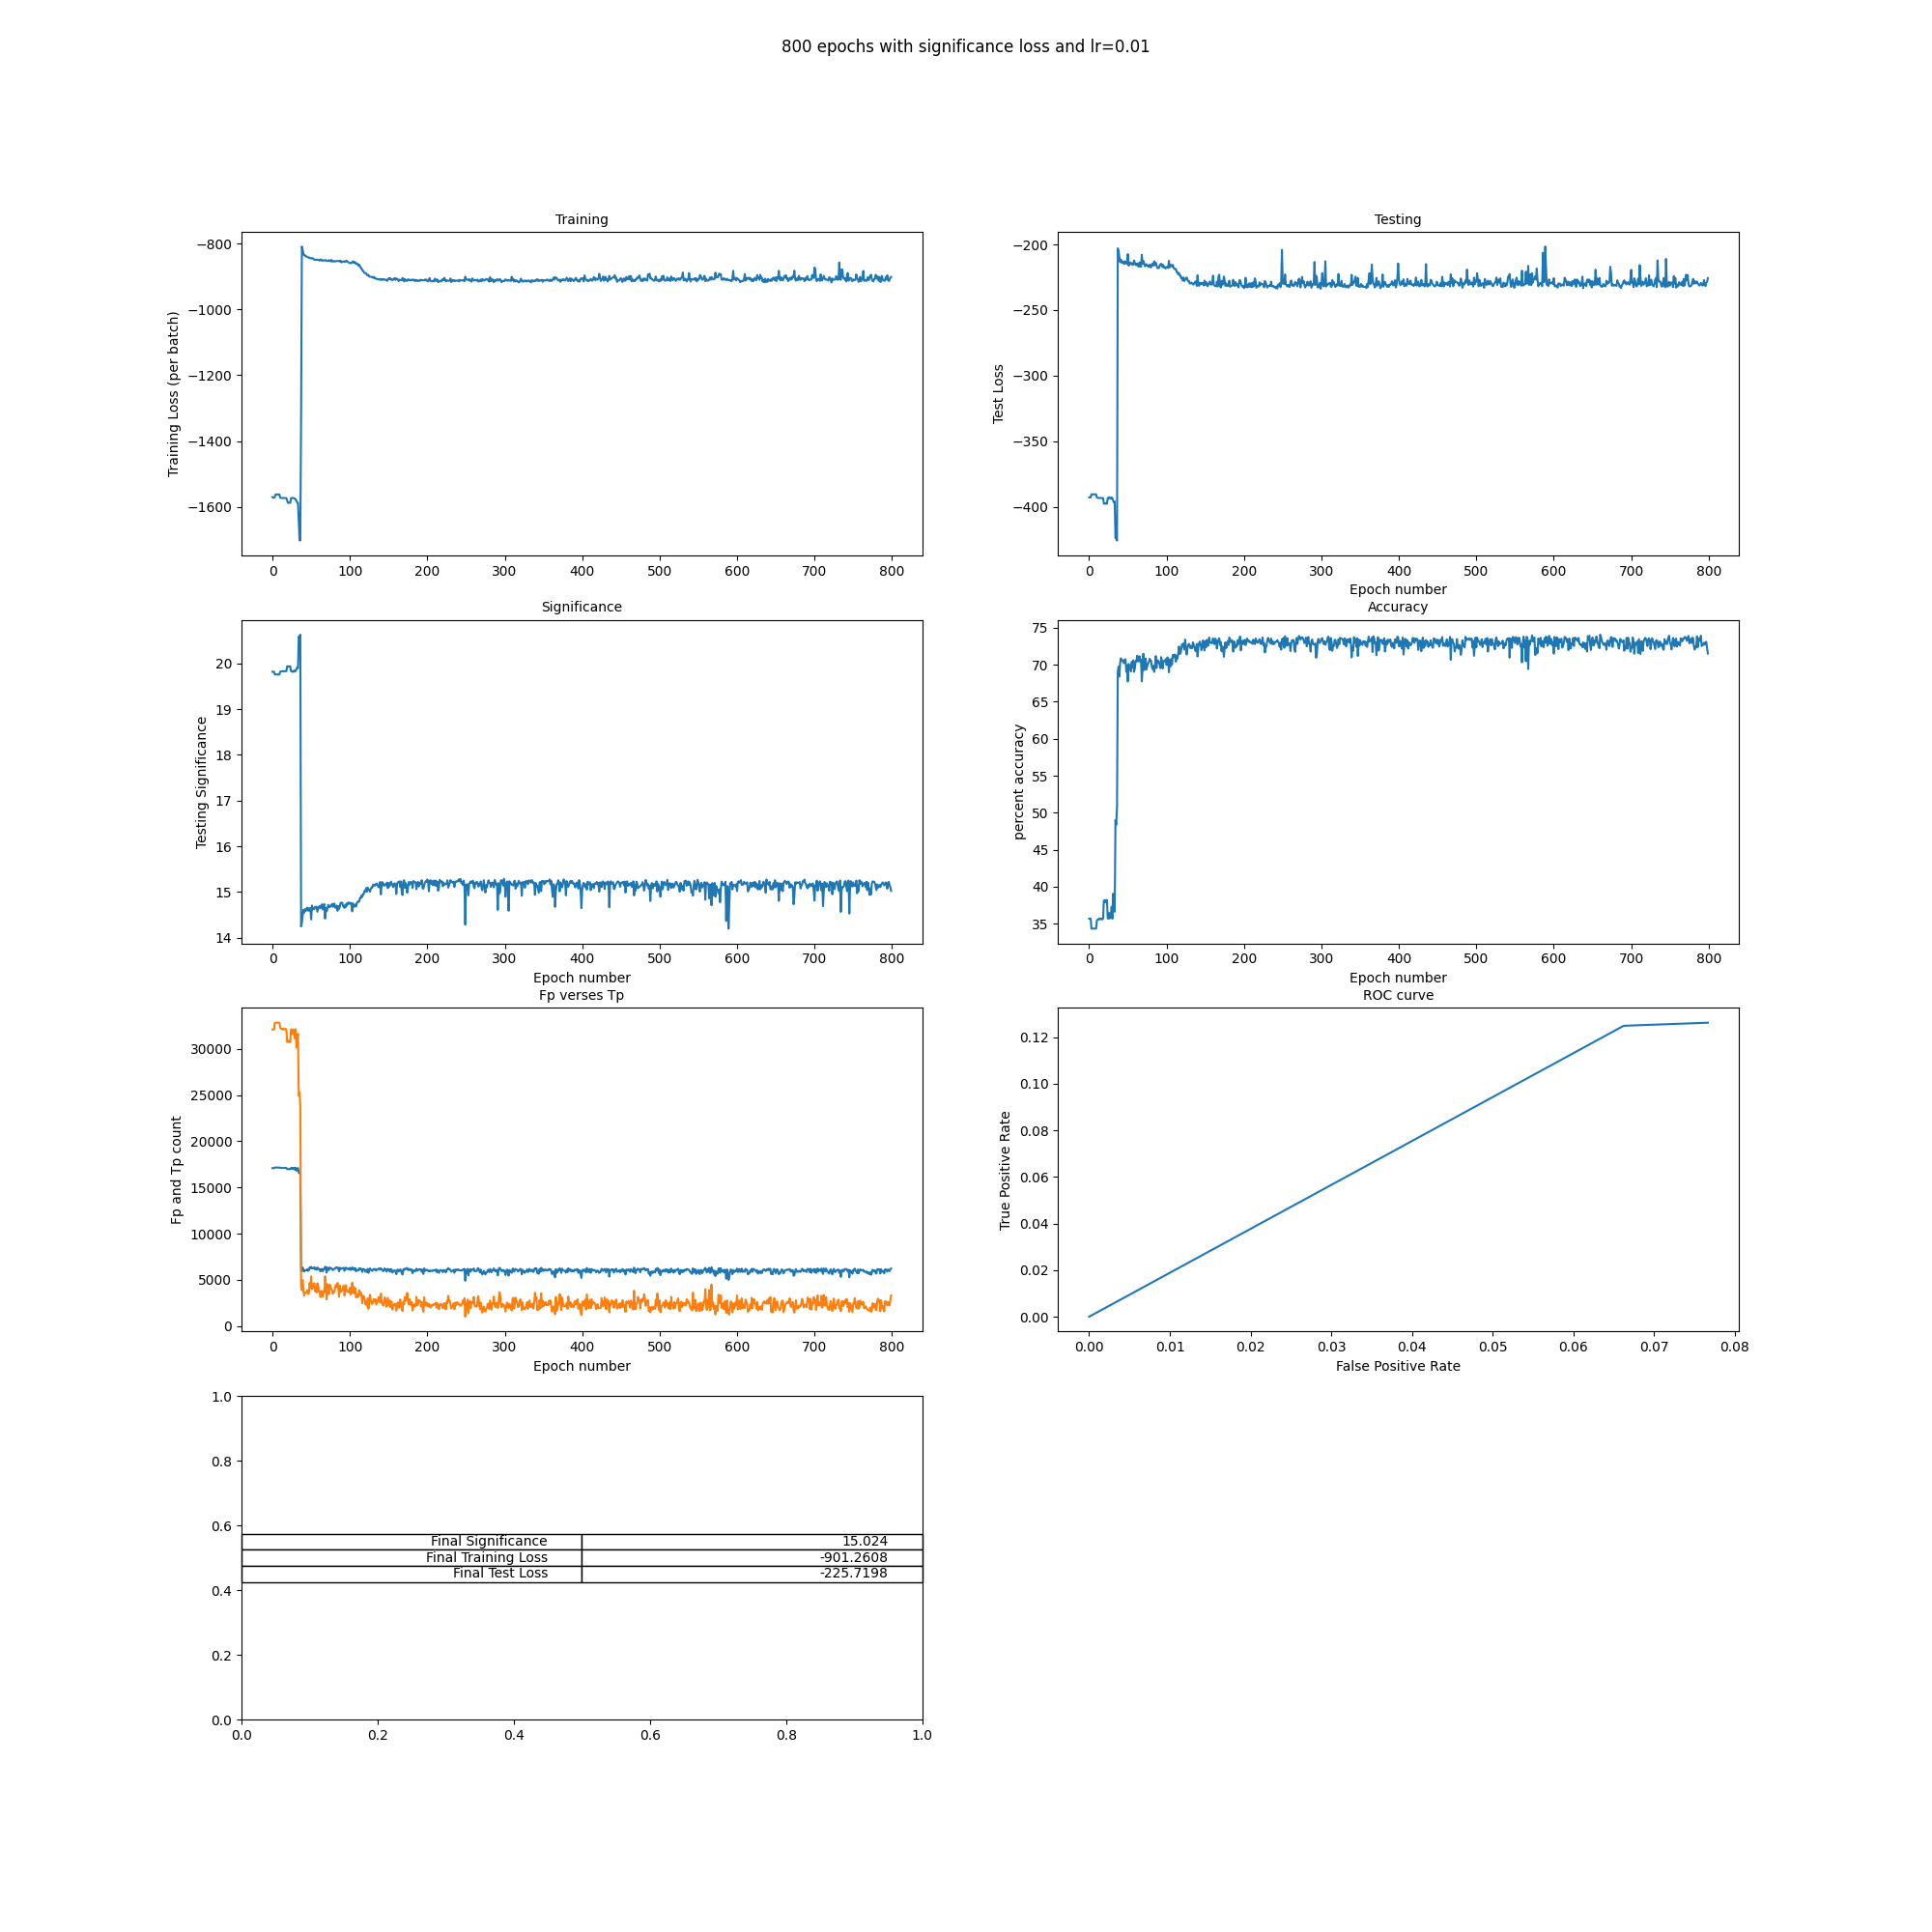 800 epochs with significance loss and lr=0.01
Training
Training Loss (per batch)
−800
−1000
−1200
−1400
−1600
0 100 200 300 400 500 600 700 800
Testing
Test Loss
−200
−250
−300
−350
−400
0 100 200 300 400 500 600 700 800
Epoch number
Significance
Testing Significance
20
19
18
17
16
15
14
0 100 200 300 400 500 600 700 800
Epoch number
Accuracy
percent accuracy
75
70
65
60
55
50
45
40
35
0 100 200 300 400 500 600 700 800
Epoch number
Fp verses Tp
Fp and Tp count
30000
25000
20000
15000
10000
5000
0
0 100 200 300 400 500 600 700 800
Epoch number
ROC curve
True Positive Rate
0.12
0.10
0.08
0.06
0.04
0.02
0.00
0.00 0.01 0.02 0.03 0.04 0.05 0.06 0.07 0.08
False Positive Rate
1.0
0.8
0.6
Final Significance 15.024
Final Training Loss -901.2608
Final Test Loss -225.7198
0.4
0.2
0.0
0.0 0.2 0.4 0.6 0.8 1.0